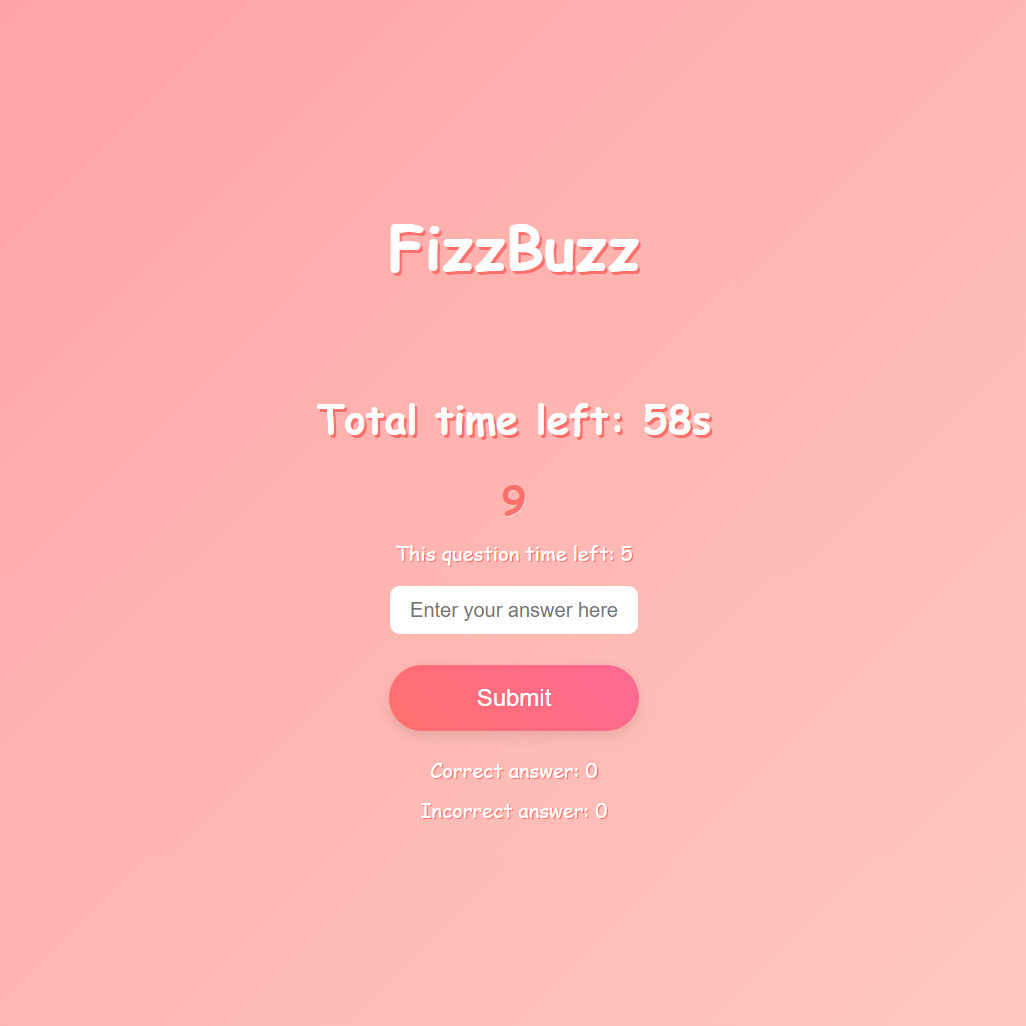 FizzBuzz
Total time left: 58s
9
This question time left: 5
Enter your answer here
Submit
Correct answer: 0
Incorrect answer: 0